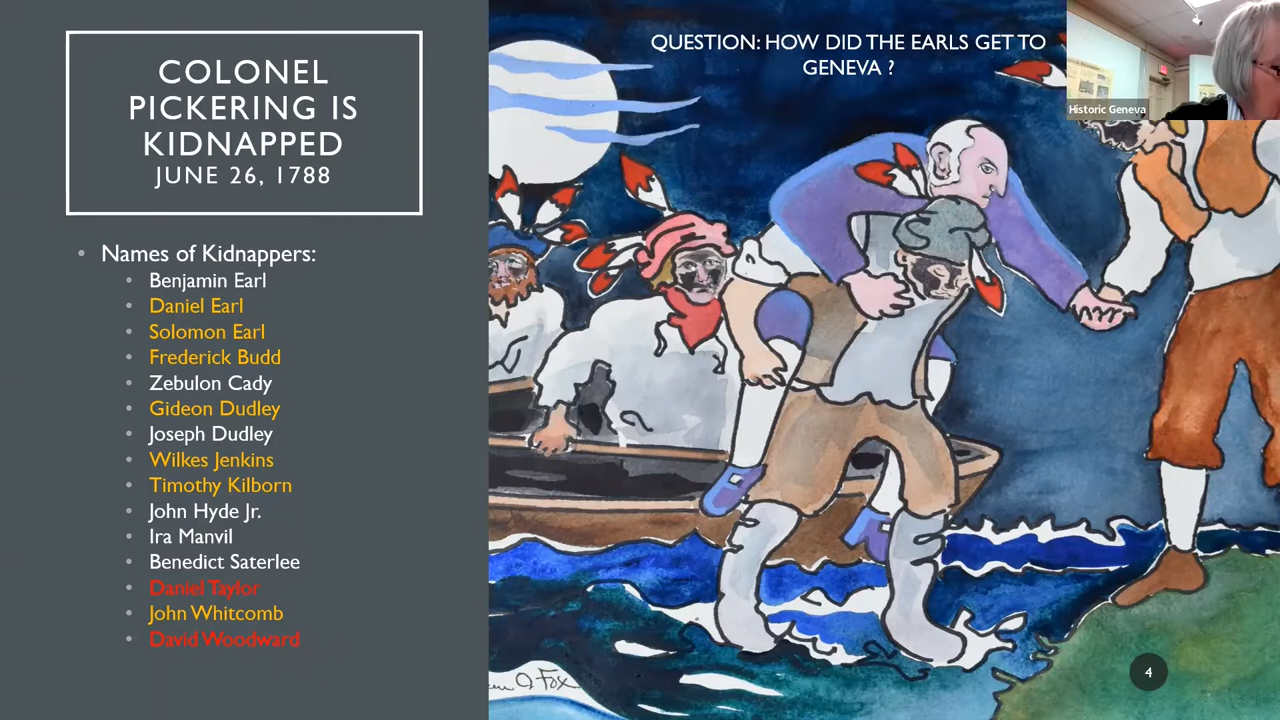 COLONEL
PICKERING IS
KIDNAPPED
JUNE 26, 1788
• Names of Kidnappers:
• Benjamin Earl
• Daniel Earl
• Solomon Earl
• Frederick Budd
• Zebulon Cady
• Gideon Dudley
• Joseph Dudley
• Wilkes Jenkins
• Timothy Kilborn
• John Hyde Jr.
• Ira Manvil
• Benedict Saterlee
• Daniel Taylor
• John Whitcomb
• David Woodward
QUESTION: HOW DID THE EARLS GET TO
GENEVA ?
Historic Geneva
Fox
4